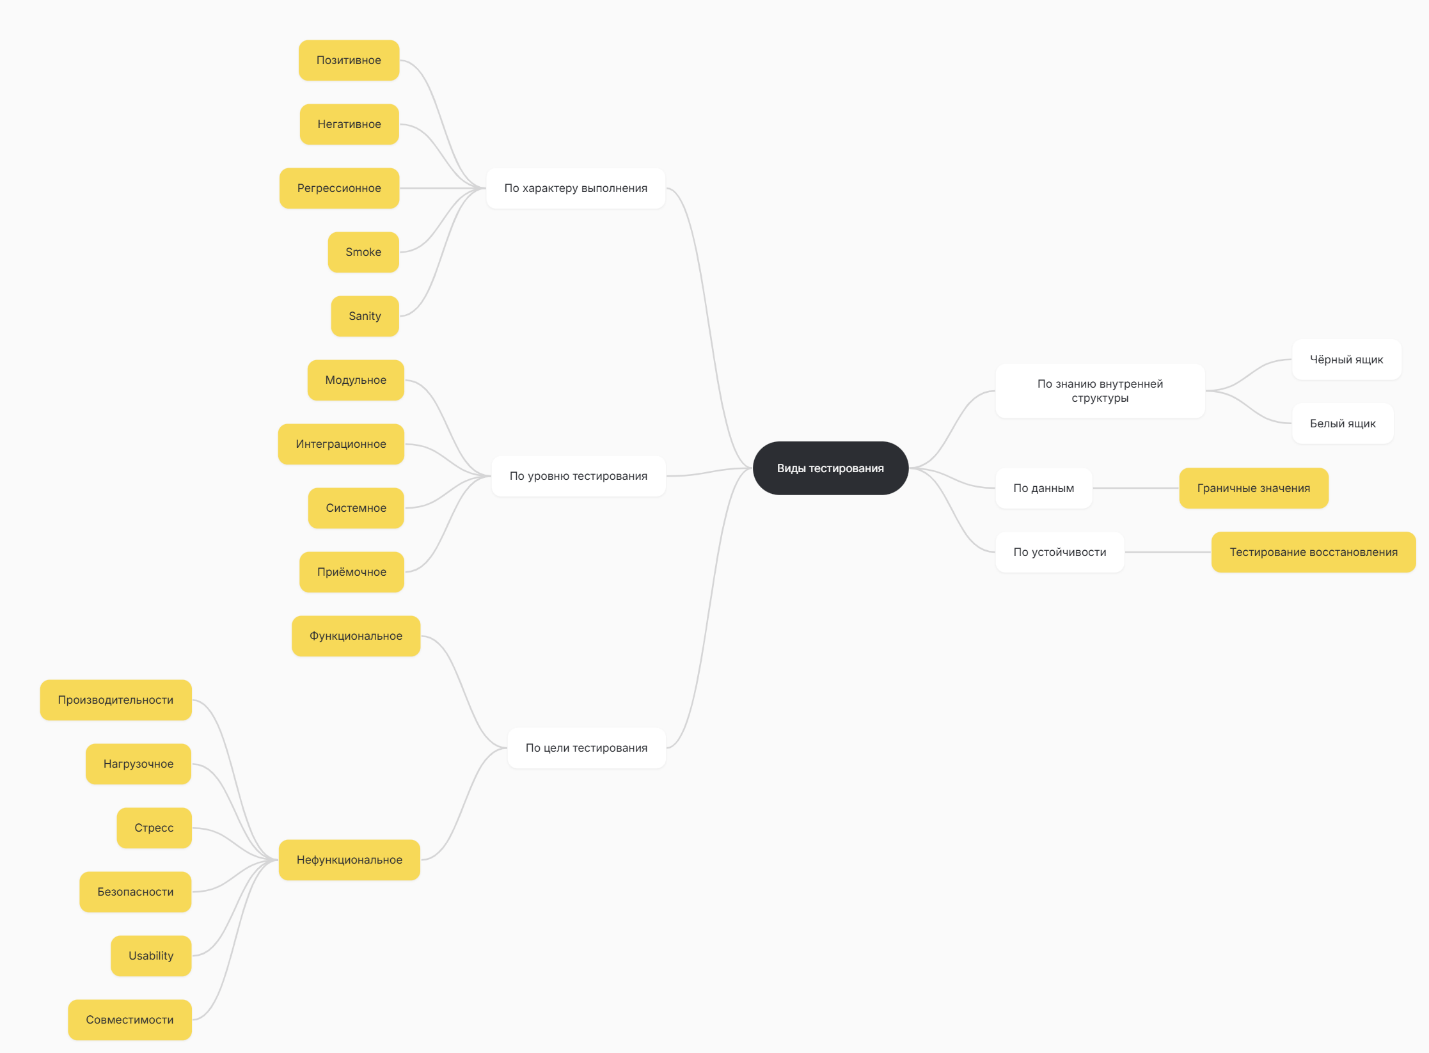 Позитивное
Негативное
Регрессионное
Smoke
Sanity
По характеру выполнения
Модульное
Интеграционное
Системное
Приёмочное
По уровню тестирования
Функциональное
Производительности
Нагрузочное
Стресс
Безопасности
Usability
Совместимости
Нефункциональное
По цели тестирования
Виды тестирования
По знанию внутренней
структуры
Чёрный ящик
Белый ящик
По данным
Граничные значения
По устойчивости
Тестирование восстановления